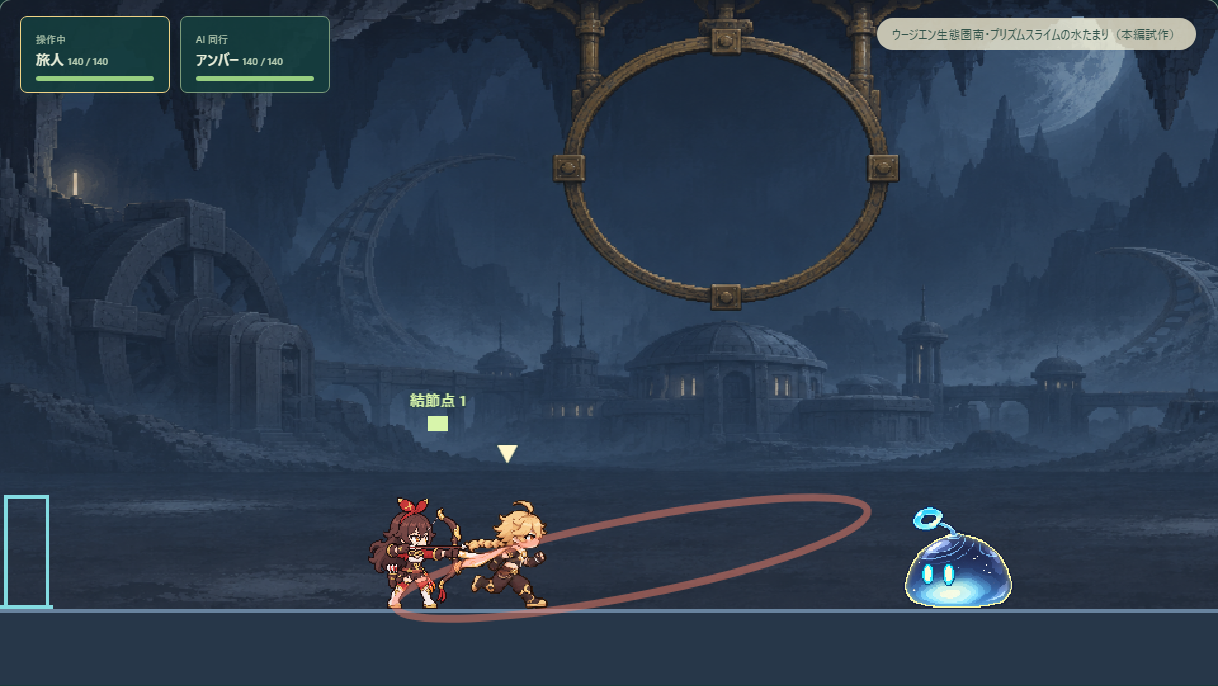 操作中
旅人 140 / 140
AI 同行
アンバー 140 / 140
ウージエン生態圏南・プリズムスライムの水たまり（本編試作）
結節点 1